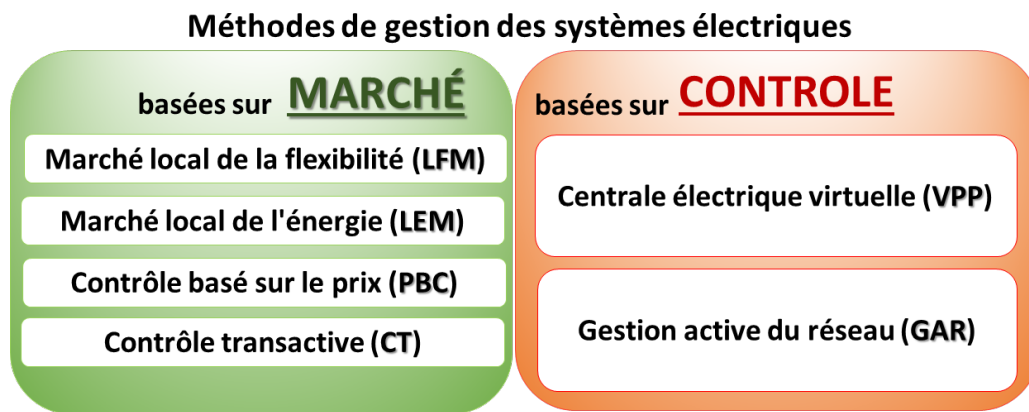 Méthodes de gestion des systèmes électriques
basées sur MARCHÉ
Marché local de la flexibilité (LFM)
Marché local de l'énergie (LEM)
Contrôle basé sur le prix (PBC)
Contrôle transactive (CT)
basées sur CONTROLE
Centrale électrique virtuelle (VPP)
Gestion active du réseau (GAR)